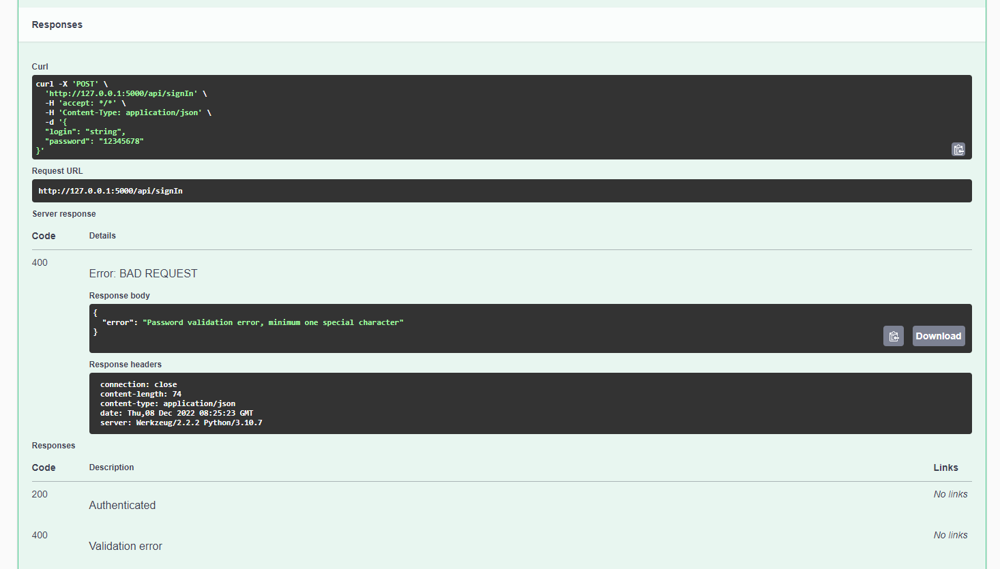 Responses
Curl
curl -X 'POST' \
'http://127.0.0.1:5000/api/signIn' \
-H 'accept: */*' \
-H 'Content-Type: application/json' \
-d '{
"login": "string",
"password": "12345678"
}'
Request URL
http://127.0.0.1:5000/api/signIn
Server response
Code Details
400
Error: BAD REQUEST
Response body
{
"error": "Password validation error, minimum one special character"
}
Download
Response headers
connection: close
content-length: 74
content-type: application/json
date: Thu,08 Dec 2022 08:25:23 GMT
server: Werkzeug/2.2.2 Python/3.10.7
Responses
Code Description Links
200 No links
Authenticated
400 No links
Validation error